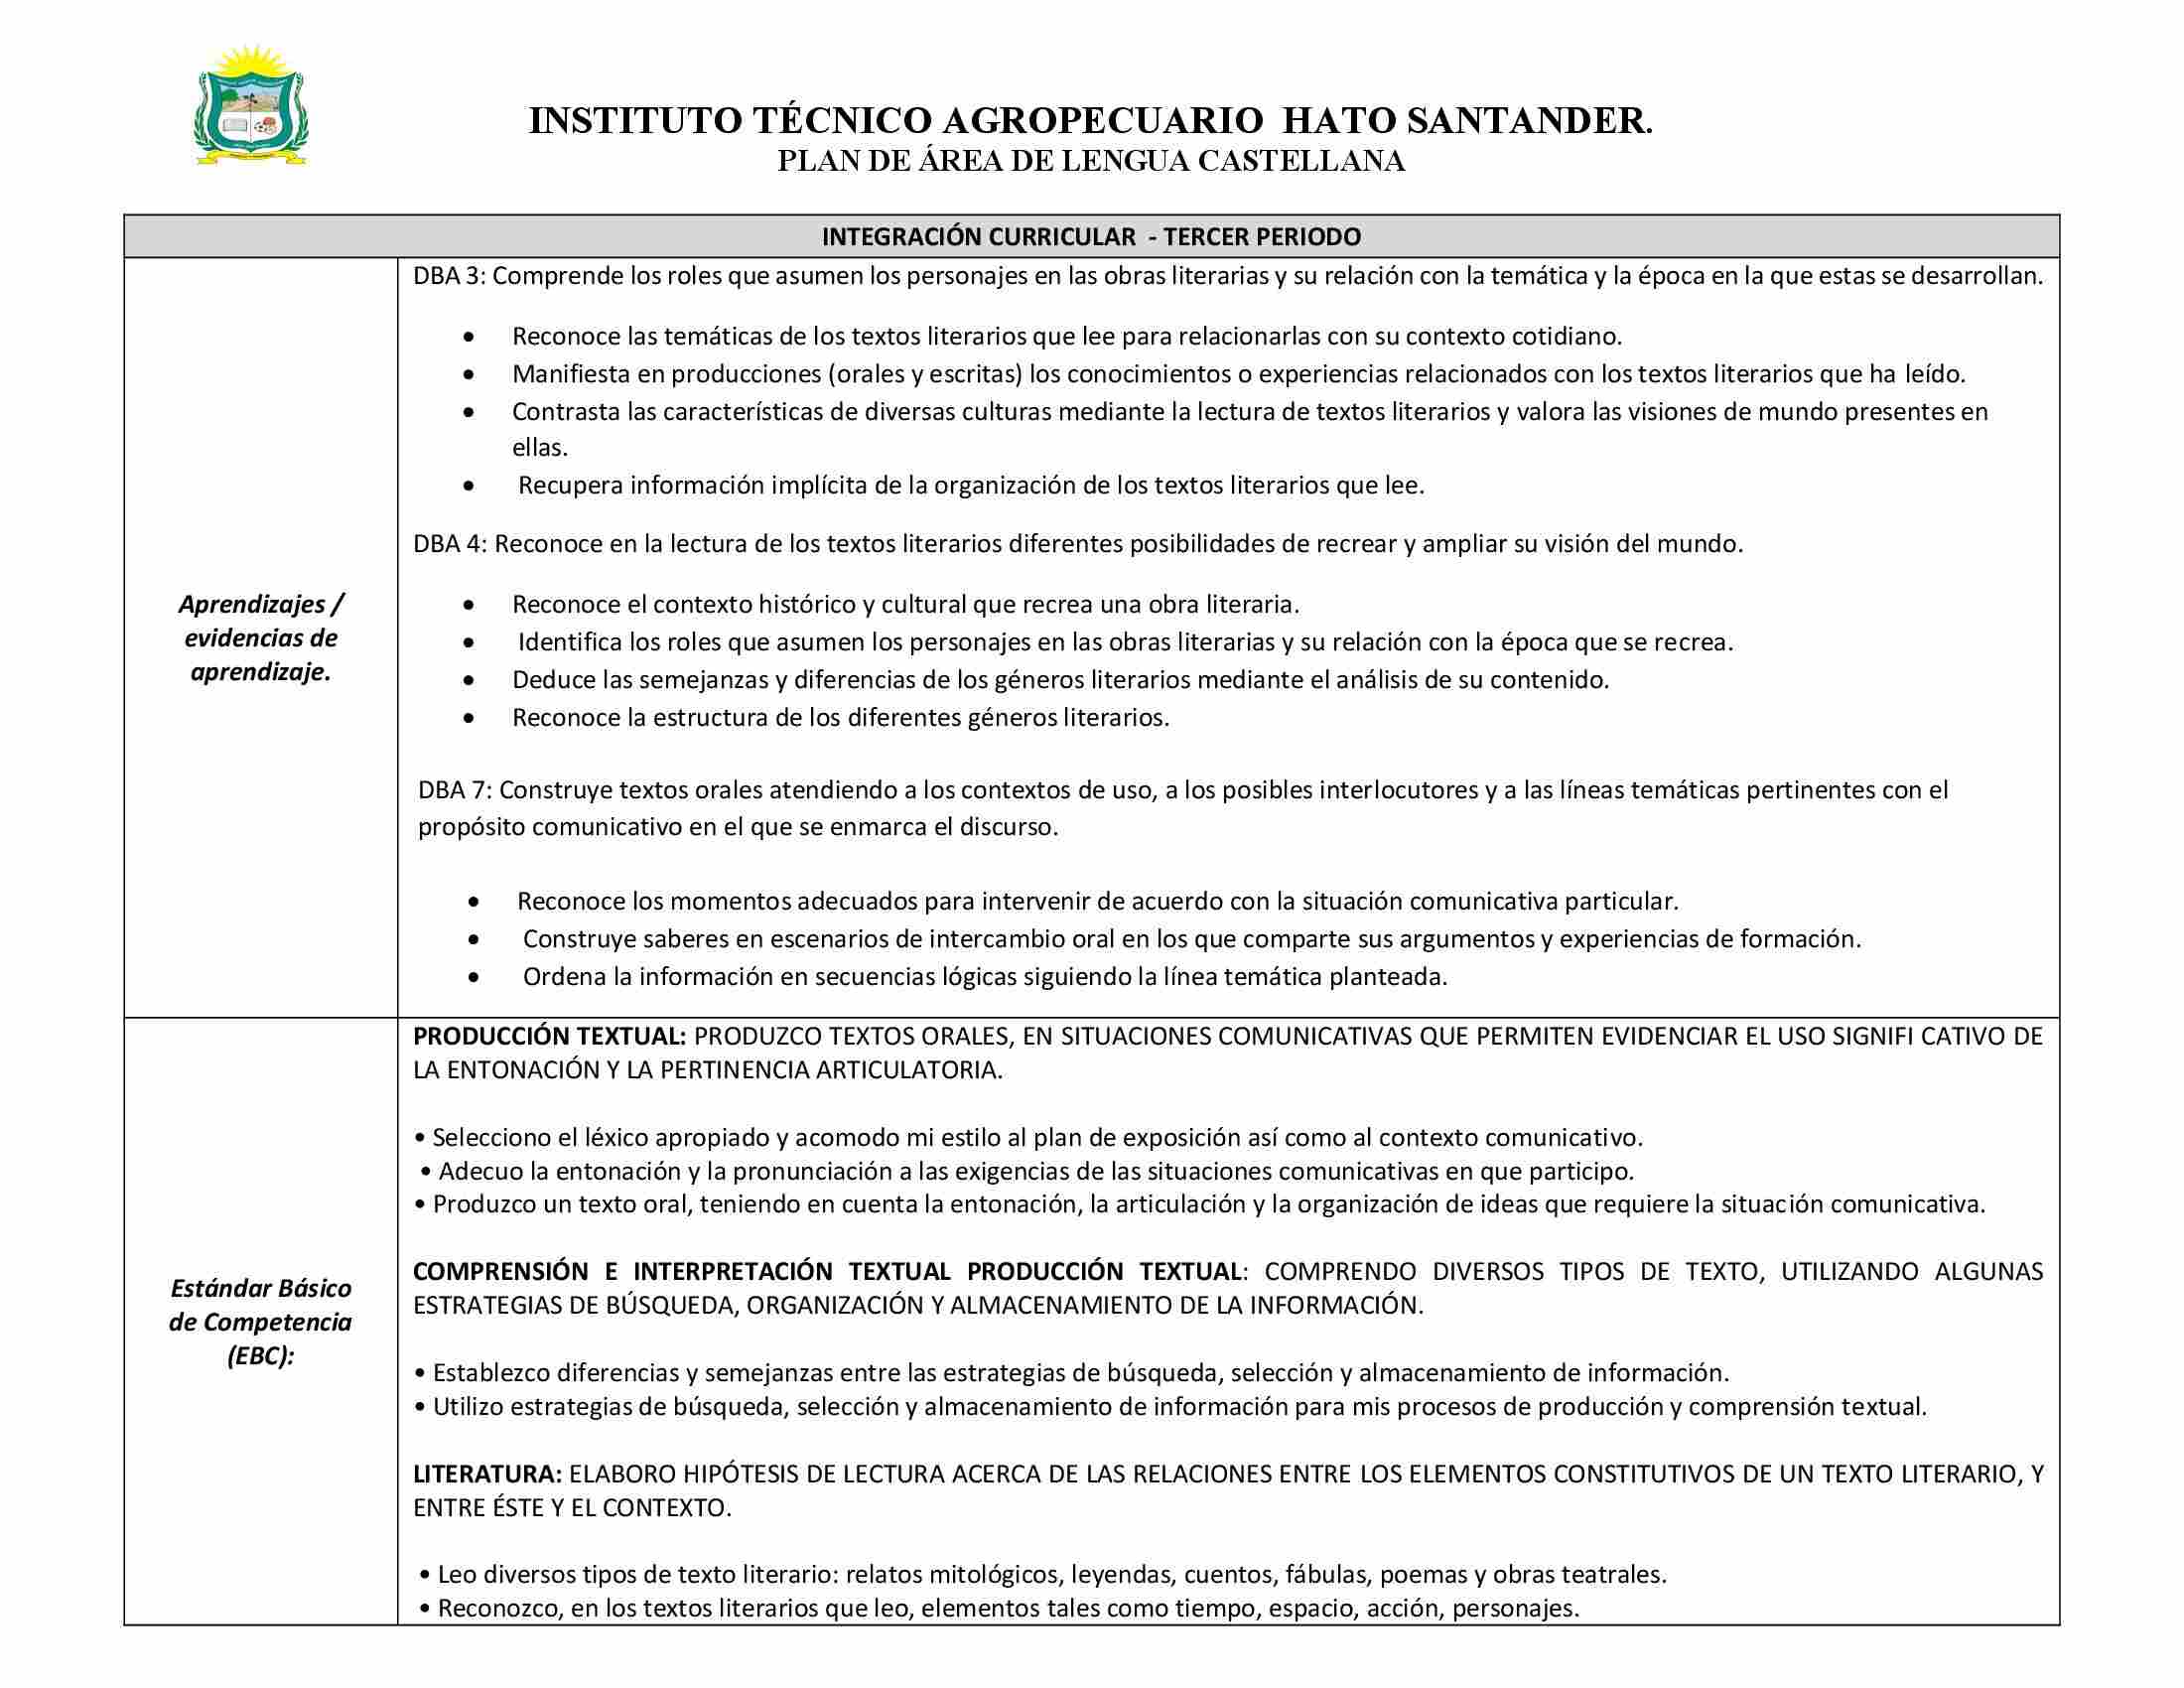 INSTITUTO TÉCNICO AGROPECUARIO HATO SANTANDER.
PLAN DE ÁREA DE LENGUA CASTELLANA
INTEGRACIÓN CURRICULAR - TERCER PERIODO
Aprendizajes /
evidencias de
aprendizaje.
DBA 3: Comprende los roles que asumen los personajes en las obras literarias y su relación con la temática y la época en la que estas se desarrollan.
• Reconoce las temáticas de los textos literarios que lee para relacionarlas con su contexto cotidiano.
• Manifiesta en producciones (orales y escritas) los conocimientos o experiencias relacionados con los textos literarios que ha leído.
• Contrasta las características de diversas culturas mediante la lectura de textos literarios y valora las visiones de mundo presentes en
ellas.
• Recupera información implícita de la organización de los textos literarios que lee.
DBA 4: Reconoce en la lectura de los textos literarios diferentes posibilidades de recrear y ampliar su visión del mundo.
• Reconoce el contexto histórico y cultural que recrea una obra literaria.
• Identifica los roles que asumen los personajes en las obras literarias y su relación con la época que se recrea.
• Deduce las semejanzas y diferencias de los géneros literarios mediante el análisis de su contenido.
• Reconoce la estructura de los diferentes géneros literarios.
DBA 7: Construye textos orales atendiendo a los contextos de uso, a los posibles interlocutores y a las líneas temáticas pertinentes con el
propósito comunicativo en el que se enmarca el discurso.
• Reconoce los momentos adecuados para intervenir de acuerdo con la situación comunicativa particular.
• Construye saberes en escenarios de intercambio oral en los que comparte sus argumentos y experiencias de formación.
• Ordena la información en secuencias lógicas siguiendo la línea temática planteada.
Estándar Básico
de Competencia
(EBC):
PRODUCCIÓN TEXTUAL: PRODUZCO TEXTOS ORALES, EN SITUACIONES COMUNICATIVAS QUE PERMITEN EVIDENCIAR EL USO SIGNIFI CATIVO DE
LA ENTONACIÓN Y LA PERTINENCIA ARTICULATORIA.
• Selecciono el léxico apropiado y acomodo mi estilo al plan de exposición así como al contexto comunicativo.
• Adecuo la entonación y la pronunciación a las exigencias de las situaciones comunicativas en que participo.
• Produzco un texto oral, teniendo en cuenta la entonación, la articulación y la organización de ideas que requiere la situación comunicativa.
COMPRENSIÓN E INTERPRETACIÓN TEXTUAL PRODUCCIÓN TEXTUAL: COMPRENDO DIVERSOS TIPOS DE TEXTO, UTILIZANDO ALGUNAS
ESTRATEGIAS DE BÚSQUEDA, ORGANIZACIÓN Y ALMACENAMIENTO DE LA INFORMACIÓN.
• Establezco diferencias y semejanzas entre las estrategias de búsqueda, selección y almacenamiento de información.
• Utilizo estrategias de búsqueda, selección y almacenamiento de información para mis procesos de producción y comprensión textual.
LITERATURA: ELABORO HIPÓTESIS DE LECTURA ACERCA DE LAS RELACIONES ENTRE LOS ELEMENTOS CONSTITUTIVOS DE UN TEXTO LITERARIO, Y
ENTRE ÉSTE Y EL CONTEXTO.
• Leo diversos tipos de texto literario: relatos mitológicos, leyendas, cuentos, fábulas, poemas y obras teatrales.
• Reconozco, en los textos literarios que leo, elementos tales como tiempo, espacio, acción, personajes.